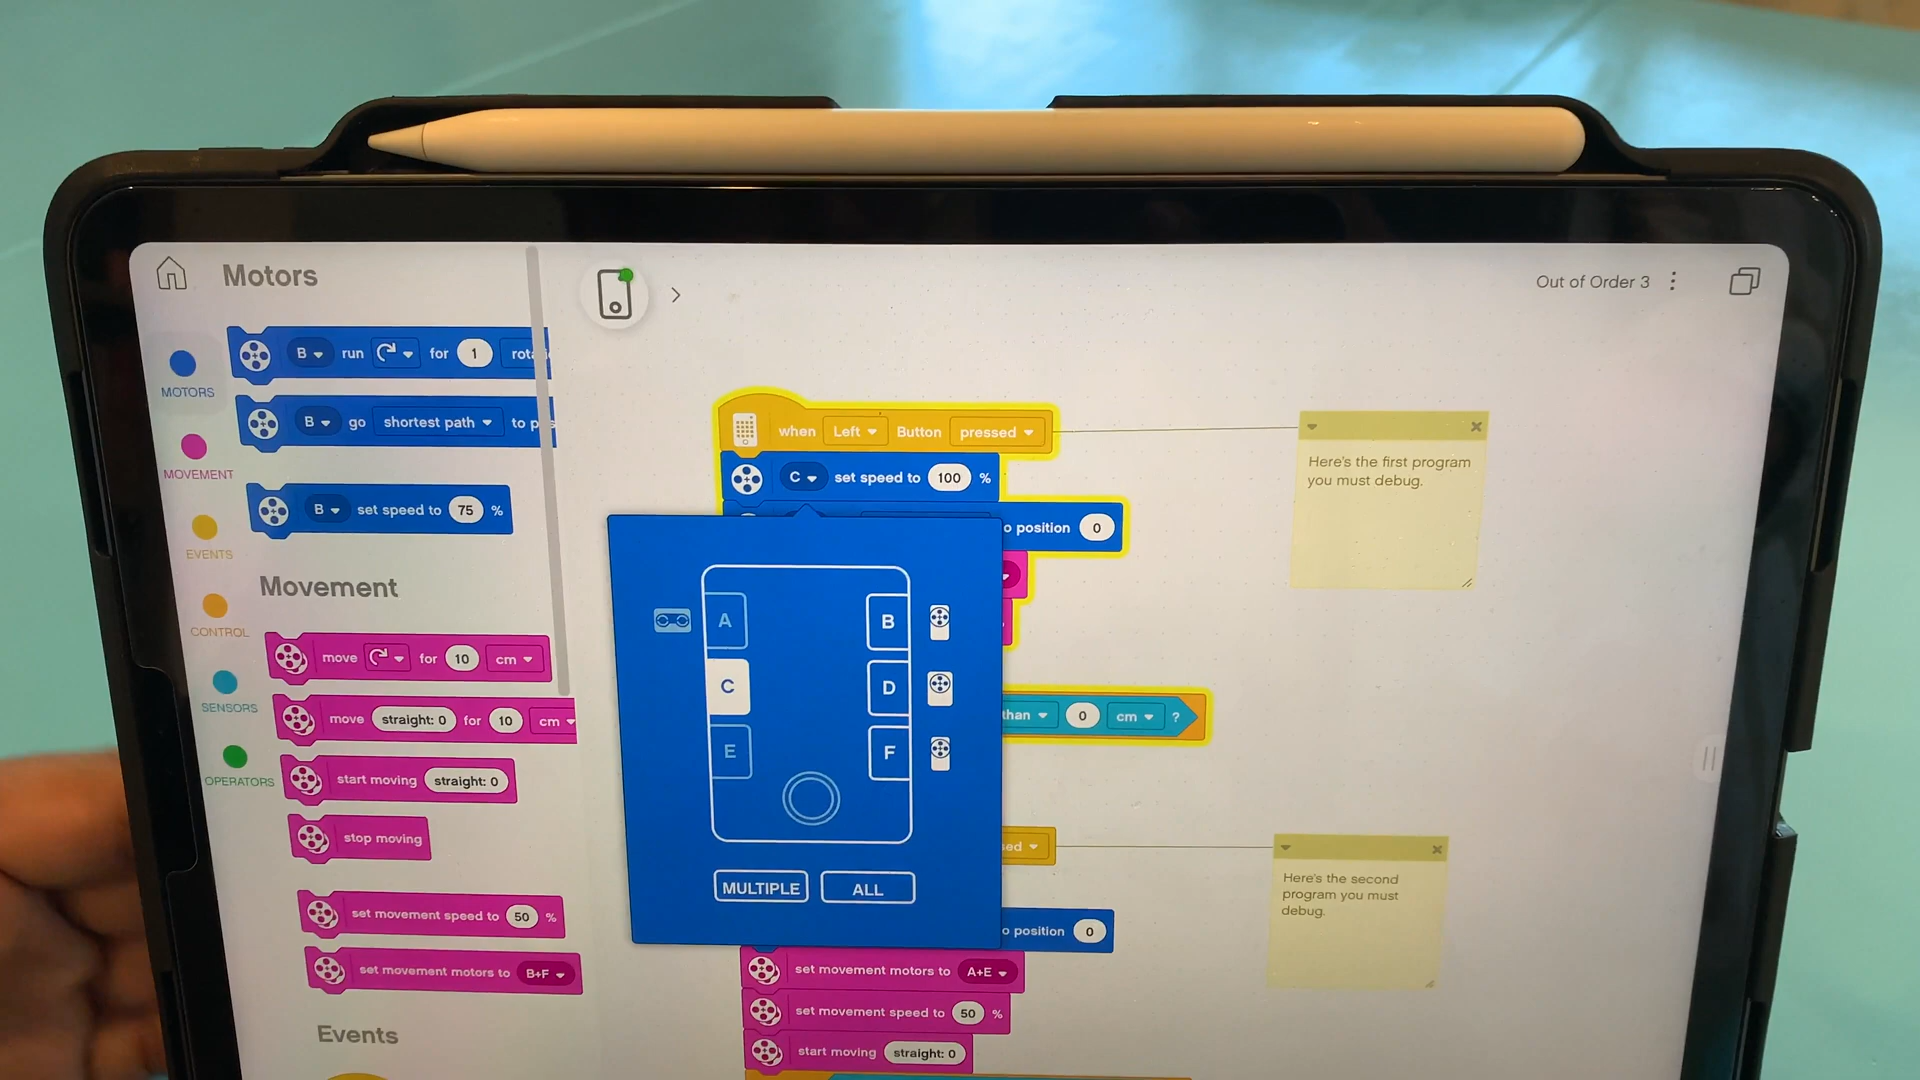 Motors
Out of Order 3
MOTORS
MOVEMENT
EVENTS
CONTROL
SENSORS
OPERATORS
B run for 1
B go shortest path to
B set speed to 75 %
Movement
move for 10 cm
move straight: 0 for 10 cm
start moving straight: 0
stop moving
set movement speed to 50 %
set movement motors to B+F
Events
when Left Button pressed
C set speed to 100 %
position 0
than 0 cm ?
A B
C D
E F
MULTIPLE ALL
position 0
set movement motors to A+E
set movement speed to 50 %
start moving straight: 0
Here's the first program
you must debug.
Here's the second
program you must
debug.